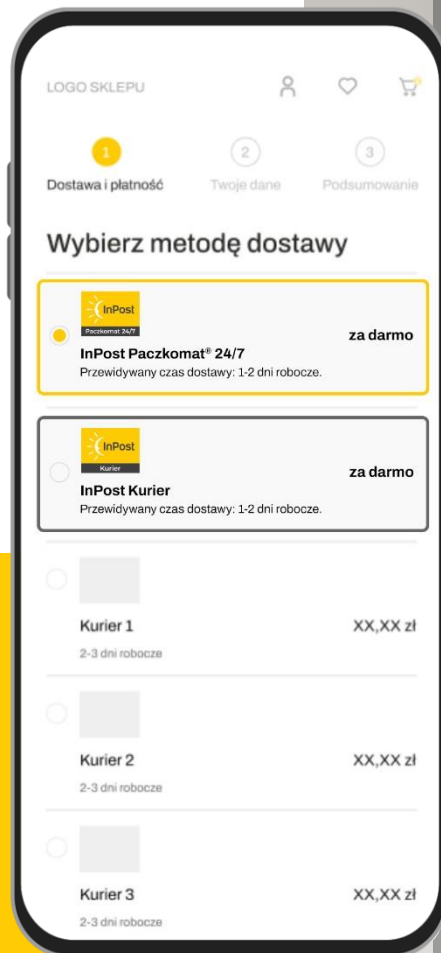 LOGO SKLEPU
1
2
3
Dostawa i płatność
Twoje dane
Podsumowanie
Wybierz metodę dostawy
InPost
Paczkomat 24/7
za darmo
InPost Paczkomat® 24/7
Przewidywany czas dostawy: 1-2 dni robocze.
InPost
Kurier
za darmo
InPost Kurier
Przewidywany czas dostawy: 1-2 dni robocze.
Kurier 1
XX,XX zł
2-3 dni robocze
Kurier 2
XX,XX zł
2-3 dni robocze
Kurier 3
XX,XX zł
2-3 dni robocze